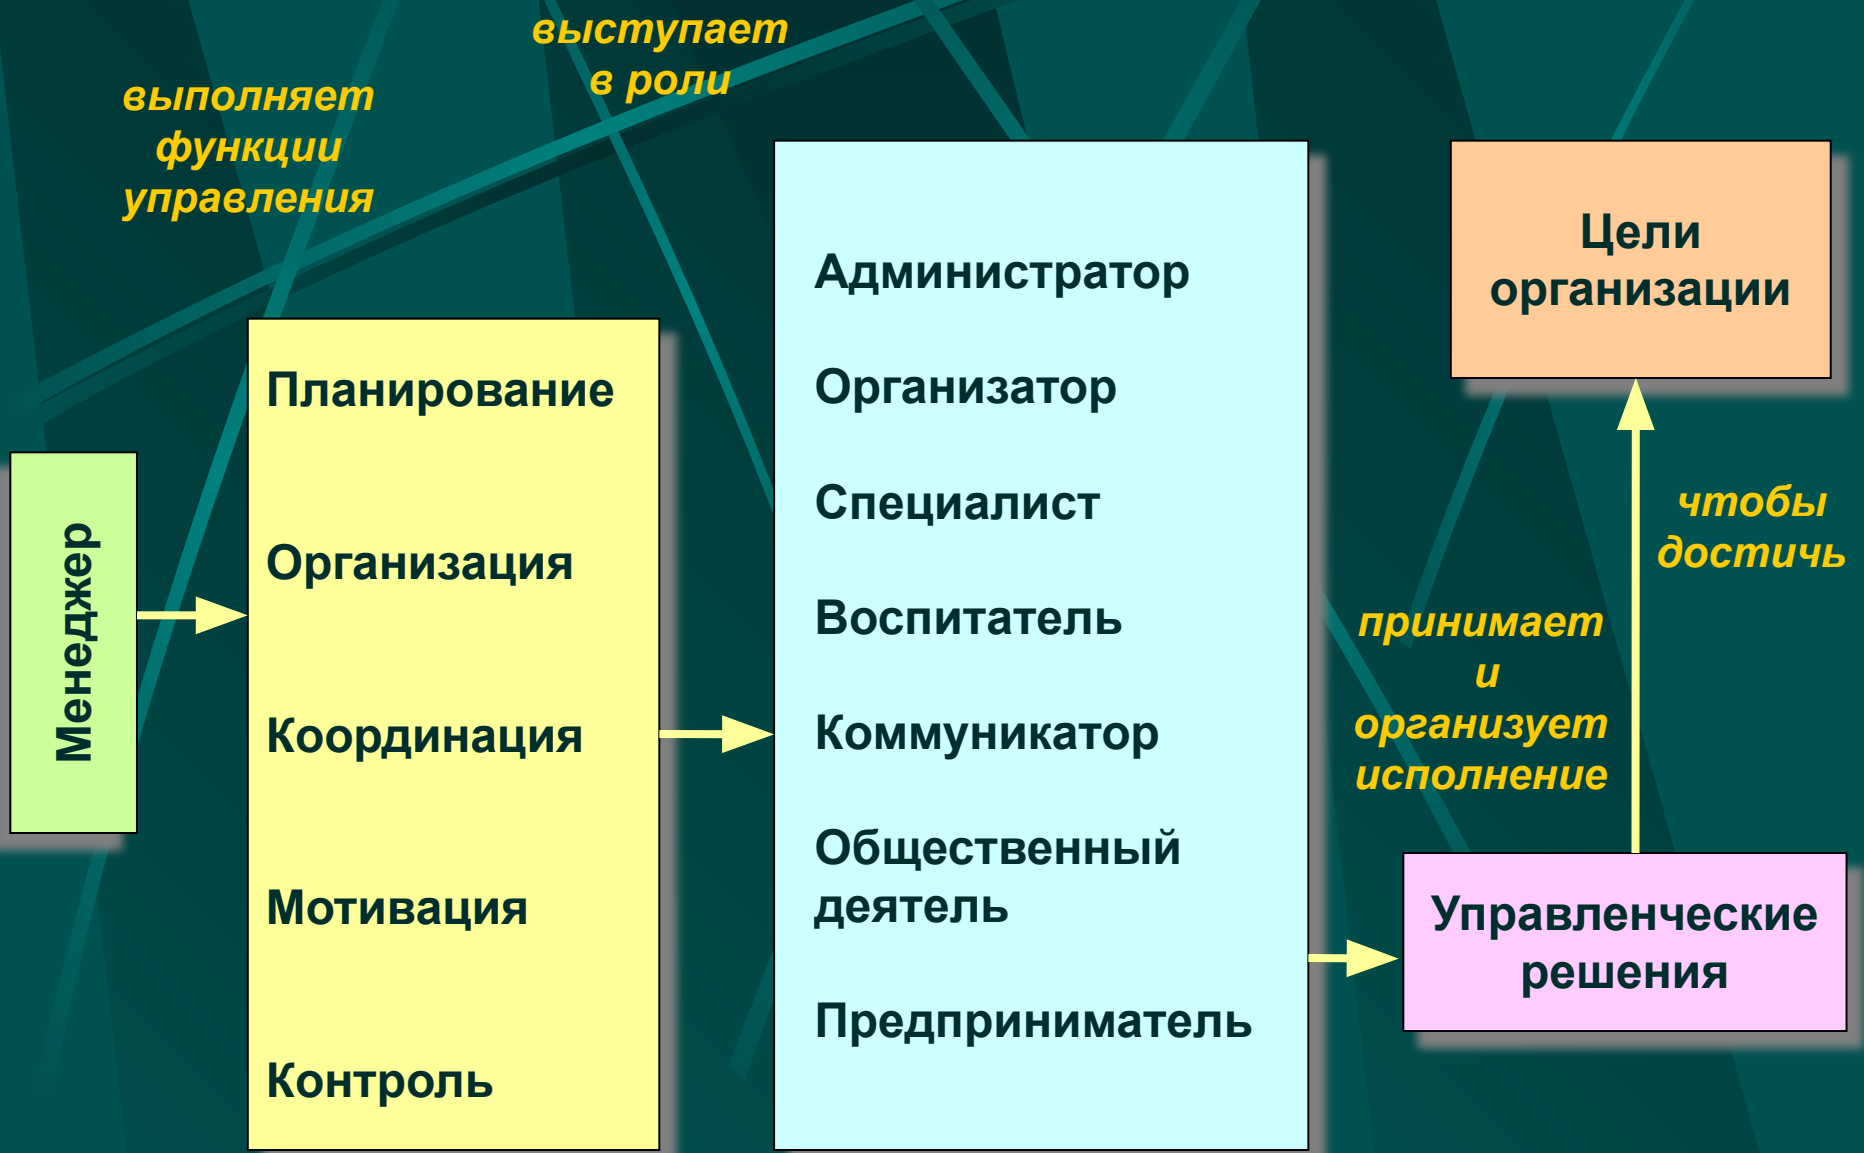 Менеджер
выполняет
функции
управления
Планирование
Организация
Координация
Мотивация
Контроль
выступает
в роли
Администратор
Организатор
Специалист
Воспитатель
Коммуникатор
Общественный
деятель
Предприниматель
принимает
и
организует
исполнение
Управленческие
решения
чтобы
достичь
Цели
организации